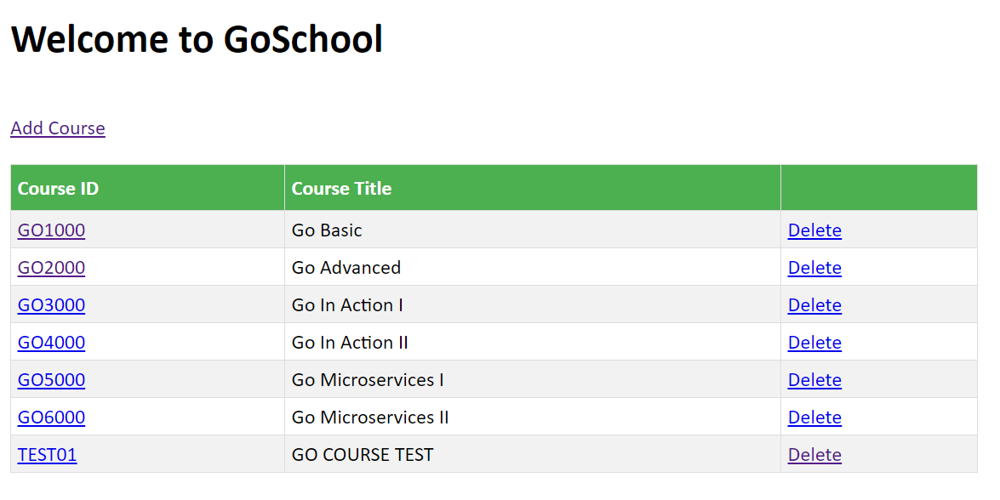 Welcome to GoSchool
Add Course
Course ID Course Title
GO1000 Go Basic Delete
GO2000 Go Advanced Delete
GO3000 Go In Action I Delete
GO4000 Go In Action II Delete
GO5000 Go Microservices I Delete
GO6000 Go Microservices II Delete
TEST01 GO COURSE TEST Delete